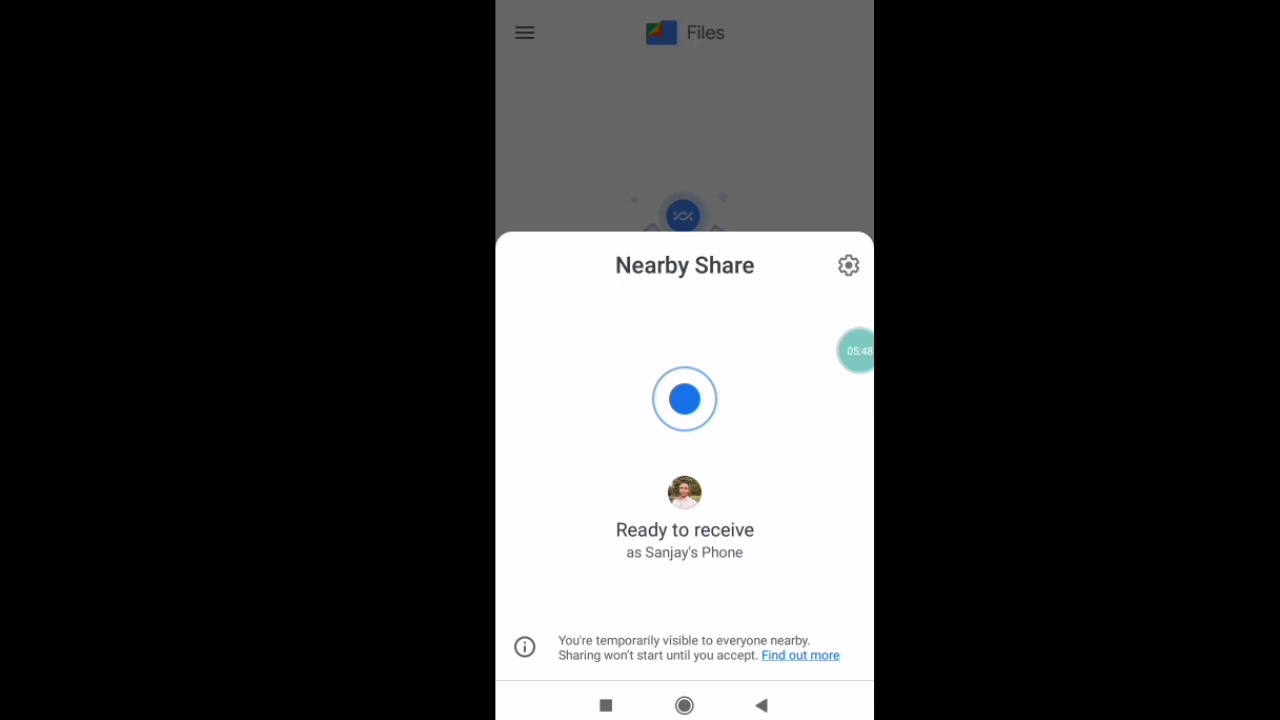 Files
Nearby Share
05:48
Ready to receive
as Sanjay's Phone
You're temporarily visible to everyone nearby.
Sharing won't start until you accept. Find out more